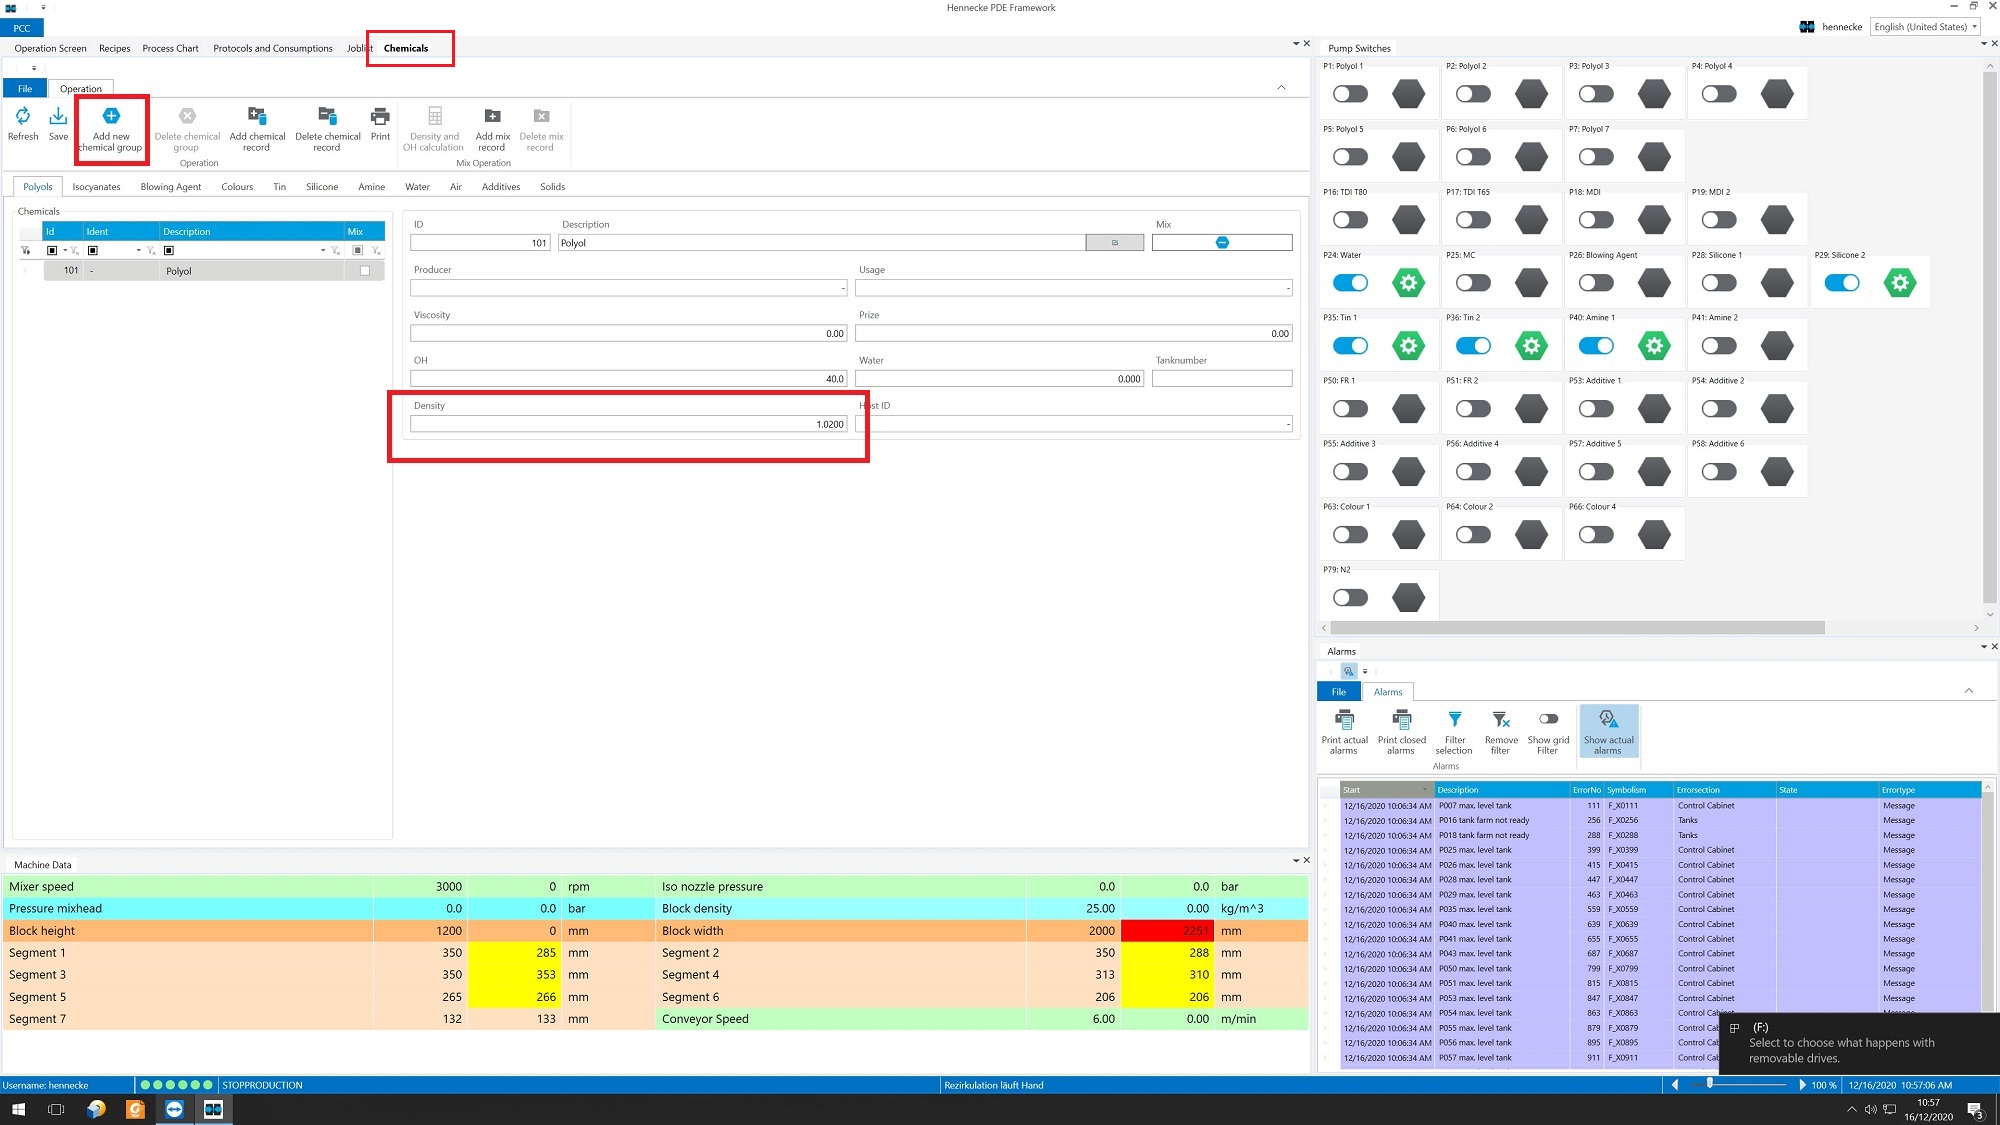 Hennecke PDE Framework
PCC
hennecke
English (United States)
Operation Screen Recipes Process Chart Protocols and Consumptions Joblist Chemicals
File Operation
Refresh
Save
Add new chemical group
Delete chemical group
Add chemical record
Delete chemical record
Print
Operation
Density and OH calculation
Add mix record
Delete mix record
Mix Operation
Polyols Isocyanates Blowing Agent Colours Tin Silicone Amine Water Air Additives Solids
Chemicals
Id Ident Description Mix
101 - Polyol
ID Description Mix
101 Polyol
Producer Usage
- -
Viscosity Prize
0.00 0.00
OH Water Tanknumber
40.0 0.000
Density Host ID
1.0200 -
Machine Data
Mixer speed 3000 0 rpm Iso nozzle pressure 0.0 0.0 bar
Pressure mixhead 0.0 0.0 bar Block density 25.00 0.00 kg/m^3
Block height 1200 0 mm Block width 2000 2251 mm
Segment 1 350 285 mm Segment 2 350 288 mm
Segment 3 350 353 mm Segment 4 313 310 mm
Segment 5 265 266 mm Segment 6 206 206 mm
Segment 7 132 133 mm Conveyor Speed 6.00 0.00 m/min
Pump Switches
P1: Polyol 1 P2: Polyol 2 P3: Polyol 3 P4: Polyol 4
P5: Polyol 5 P6: Polyol 6 P7: Polyol 7
P16: TDI T80 P17: TDI T65 P18: MDI P19: MDI 2
P24: Water P25: MC P26: Blowing Agent P28: Silicone 1 P29: Silicone 2
P35: Tin 1 P36: Tin 2 P40: Amine 1 P41: Amine 2
P50: FR 1 P51: FR 2 P53: Additive 1 P54: Additive 2
P55: Additive 3 P56: Additive 4 P57: Additive 5 P58: Additive 6
P63: Colour 1 P64: Colour 2 P66: Colour 4
P79: N2
Alarms
File Alarms
Print actual alarms
Print closed alarms
Filter selection
Remove filter
Show grid Filter
Show actual alarms
Alarms
Start Description ErrorNo Symbolism Errorsection State Errortype
12/16/2020 10:06:34 AM P007 max. level tank 111 F_X0111 Control Cabinet Message
12/16/2020 10:06:34 AM P016 tank farm not ready 256 F_X0256 Tanks Message
12/16/2020 10:06:34 AM P018 tank farm not ready 288 F_X0288 Tanks Message
12/16/2020 10:06:34 AM P025 max. level tank 399 F_X0399 Control Cabinet Message
12/16/2020 10:06:34 AM P026 max. level tank 415 F_X0415 Control Cabinet Message
12/16/2020 10:06:34 AM P028 max. level tank 447 F_X0447 Control Cabinet Message
12/16/2020 10:06:34 AM P029 max. level tank 463 F_X0463 Control Cabinet Message
12/16/2020 10:06:34 AM P035 max. level tank 559 F_X0559 Control Cabinet Message
12/16/2020 10:06:34 AM P040 max. level tank 639 F_X0639 Control Cabinet Message
12/16/2020 10:06:34 AM P041 max. level tank 655 F_X0655 Control Cabinet Message
12/16/2020 10:06:34 AM P043 max. level tank 687 F_X0687 Control Cabinet Message
12/16/2020 10:06:34 AM P050 max. level tank 799 F_X0799 Control Cabinet Message
12/16/2020 10:06:34 AM P051 max. level tank 815 F_X0815 Control Cabinet Message
12/16/2020 10:06:34 AM P053 max. level tank 847 F_X0847 Control Cabinet Message
12/16/2020 10:06:34 AM P054 max. level tank 863 F_X0863 Control Cab
12/16/2020 10:06:34 AM P055 max. level tank 879 F_X0879 Control Cab
12/16/2020 10:06:34 AM P056 max. level tank 895 F_X0895 Control Cab
12/16/2020 10:06:34 AM P057 max. level tank 911 F_X0911 Control Cab
(F:)
Select to choose what happens with
removable drives.
Username: hennecke STOPPRODUCTION Rezirkulation läuft Hand 100 % 12/16/2020 10:57:06 AM
10:57
16/12/2020
3